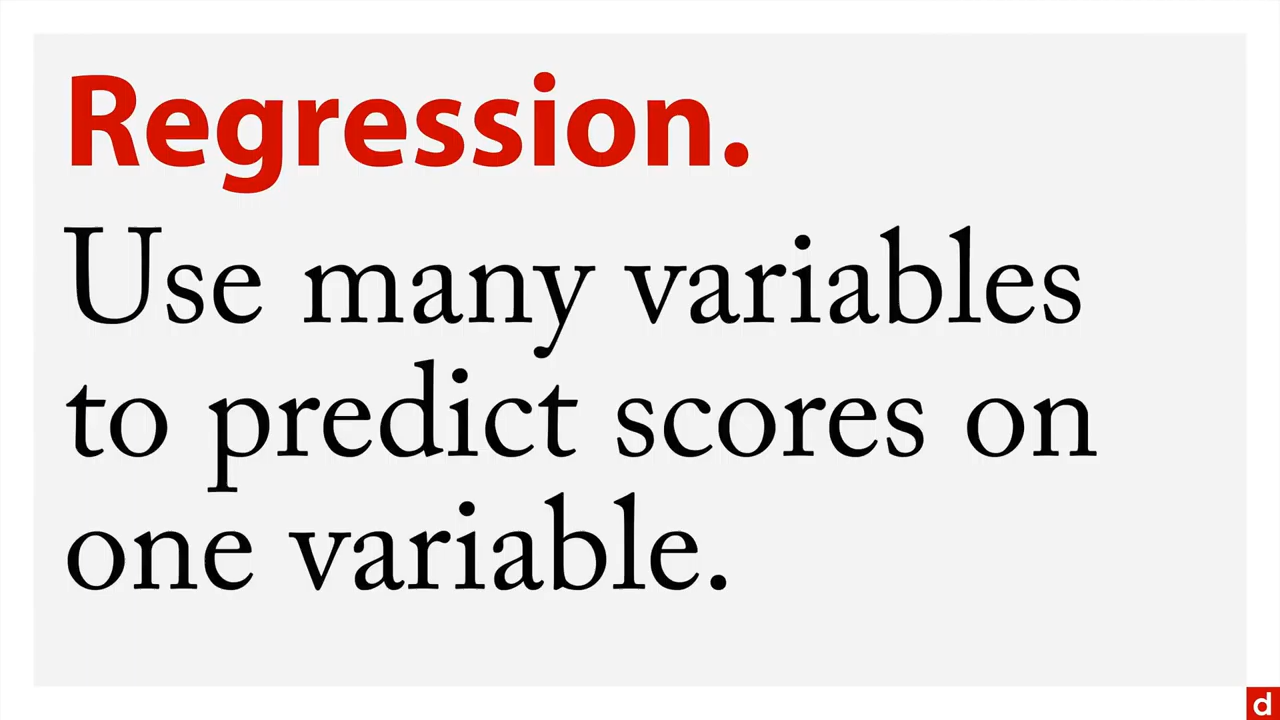 Regression.
Use many variables
to predict scores on
one variable.
d